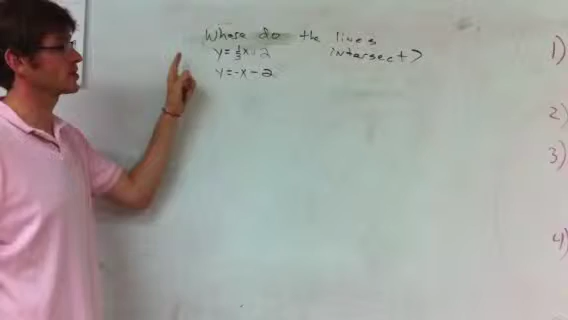 Where do the lines
intersect?
y=⅓x-2
y=-x-2
1)
2)
3)
4)